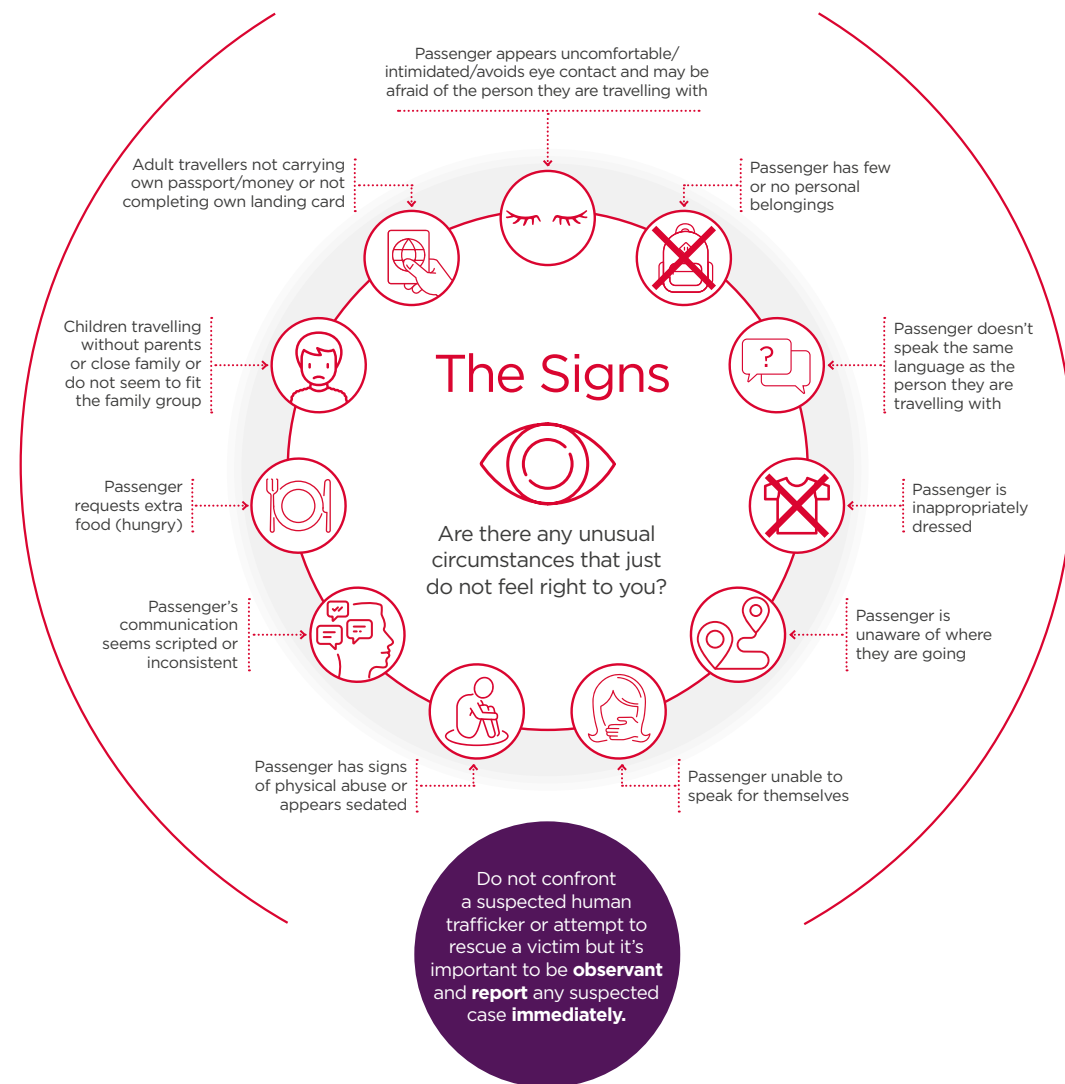 Passenger appears uncomfortable/
intimidated/avoids eye contact and may be
afraid of the person they are travelling with
Adult travellers not carrying
own passport/money or not
completing own landing card
Passenger has few
or no personal
belongings
Children travelling
without parents
or close family or
do not seem to fit
the family group
?
Passenger doesn't
speak the same
language as the
person they are
travelling with
The Signs
Passenger
requests extra
food (hungry)
Are there any unusual
circumstances that just
do not feel right to you?
Passenger is
inappropriately
dressed
Passenger's
communication
seems scripted or
inconsistent
Passenger is
unaware of where
they are going
Passenger has signs
of physical abuse or
appears sedated
Passenger unable to
speak for themselves
Do not confront
a suspected human
trafficker or attempt to
rescue a victim but it's
important to be observant
and report any suspected
case immediately.